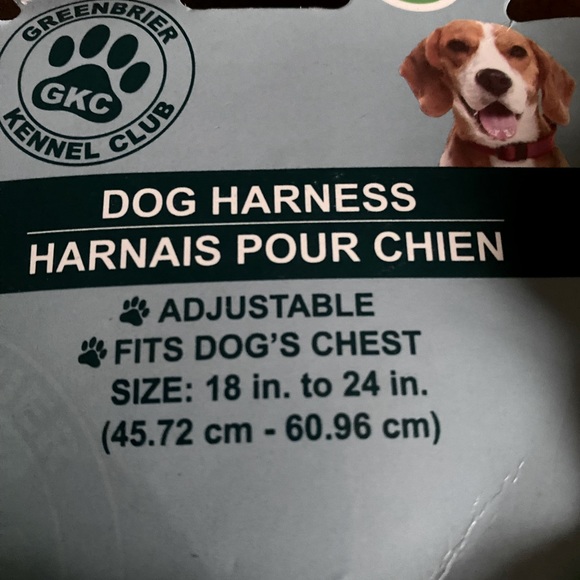 GREENBRIER
GKC
KENNEL CLUB
DOG HARNESS
HARNAIS POUR CHIEN
ADJUSTABLE
FITS DOG'S CHEST
SIZE: 18 in. to 24 in.
(45.72 cm - 60.96 cm)